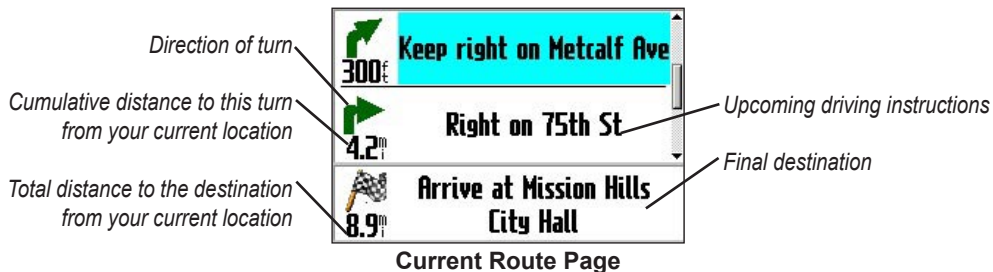 Direction of turn
Cumulative distance to this turn
from your current location
Total distance to the destination
from your current location
Keep right on Metcalf Ave
300ft
Right on 75th St
4.2mi
Arrive at Mission Hills
City Hall
8.9mi
Upcoming driving instructions
Final destination
Current Route Page